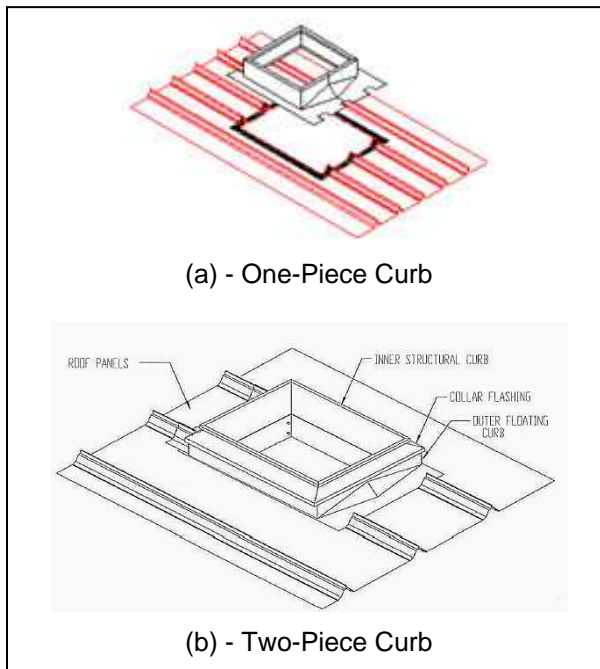 (a) - One-Piece Curb
ROOF PANELS
INNER STRUCTURAL CURB
COLLAR FLASHING
OUTER FLOATING
CURB
(b) - Two-Piece Curb